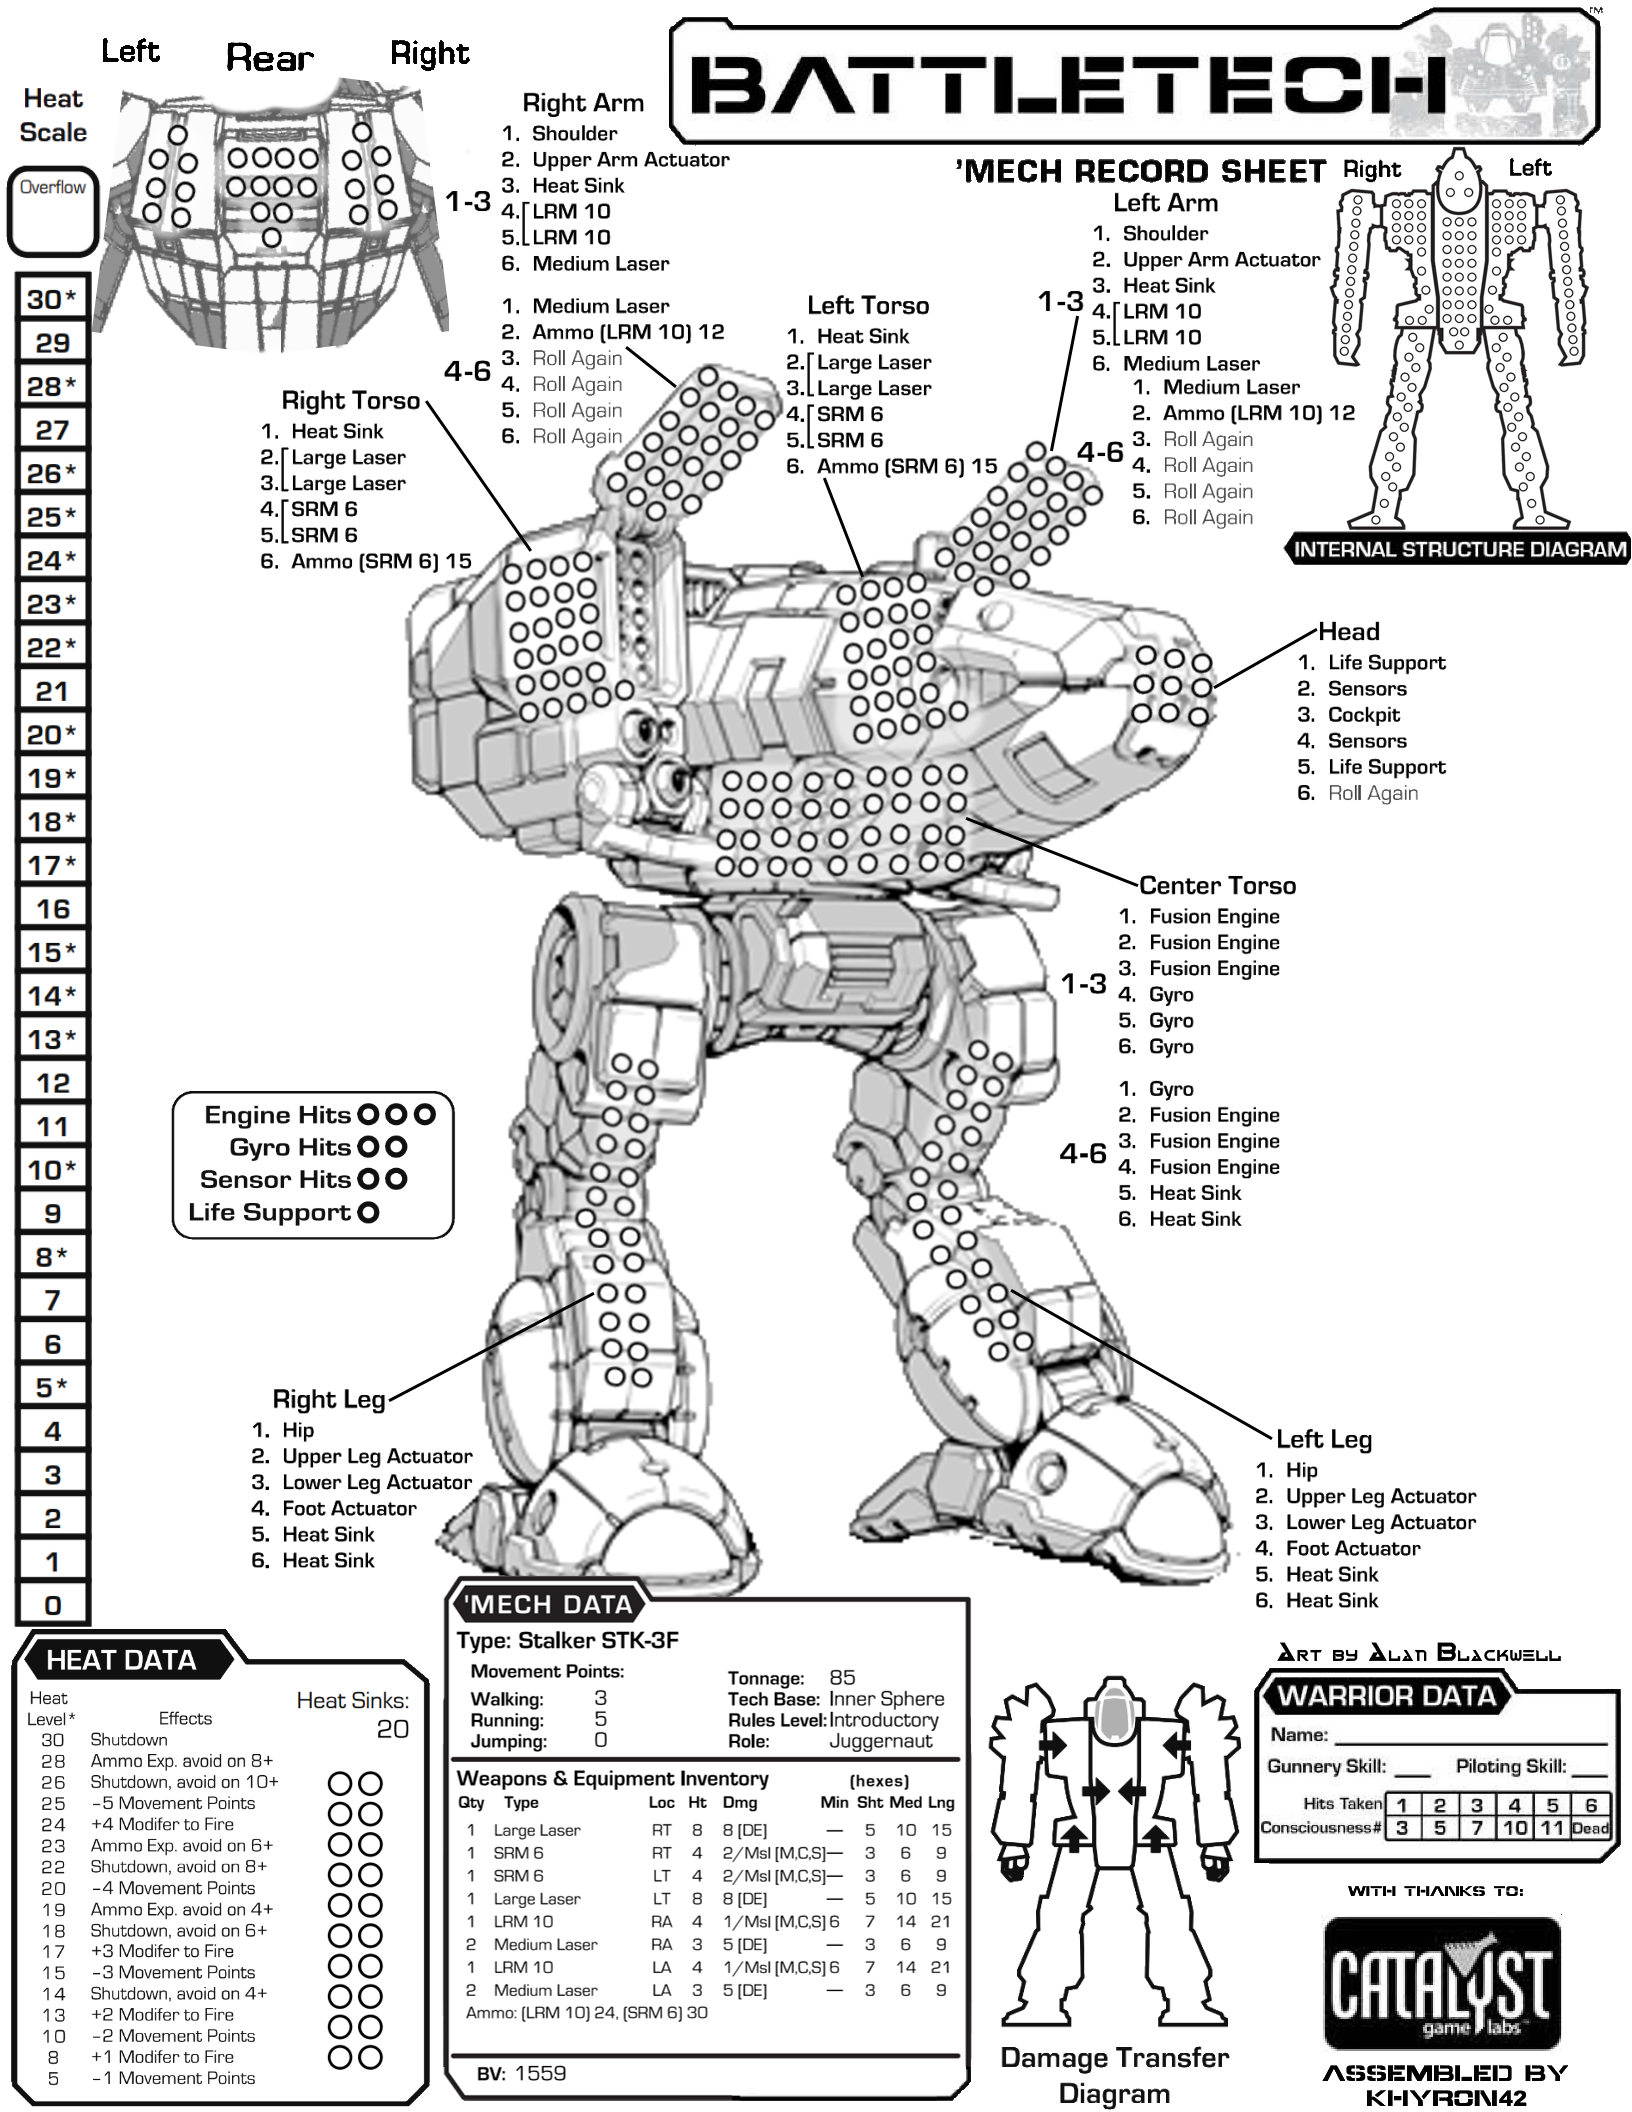 BATTLETECH
TM
'MECH RECORD SHEET
Left Rear Right
Heat
Scale
Overflow
30*
29
28*
27
26*
25*
24*
23*
22*
21
20*
19*
18*
17*
16
15*
14*
13*
12
11
10*
9
8*
7
6
5*
4
3
2
1
0
Right Arm
1-3
1. Shoulder
2. Upper Arm Actuator
3. Heat Sink
4. LRM 10
5. LRM 10
6. Medium Laser
4-6
1. Medium Laser
2. Ammo (LRM 10) 12
3. Roll Again
4. Roll Again
5. Roll Again
6. Roll Again
Right Torso
1. Heat Sink
2. Large Laser
3. Large Laser
4. SRM 6
5. SRM 6
6. Ammo (SRM 6) 15
Left Torso
1. Heat Sink
2. Large Laser
3. Large Laser
4. SRM 6
5. SRM 6
6. Ammo (SRM 6) 15
Left Arm
1-3
1. Shoulder
2. Upper Arm Actuator
3. Heat Sink
4. LRM 10
5. LRM 10
6. Medium Laser
4-6
1. Medium Laser
2. Ammo (LRM 10) 12
3. Roll Again
4. Roll Again
5. Roll Again
6. Roll Again
Right Left
INTERNAL STRUCTURE DIAGRAM
Head
1. Life Support
2. Sensors
3. Cockpit
4. Sensors
5. Life Support
6. Roll Again
Center Torso
1-3
1. Fusion Engine
2. Fusion Engine
3. Fusion Engine
4. Gyro
5. Gyro
6. Gyro
4-6
1. Gyro
2. Fusion Engine
3. Fusion Engine
4. Fusion Engine
5. Heat Sink
6. Heat Sink
Engine Hits
Gyro Hits
Sensor Hits
Life Support
Right Leg
1. Hip
2. Upper Leg Actuator
3. Lower Leg Actuator
4. Foot Actuator
5. Heat Sink
6. Heat Sink
Left Leg
1. Hip
2. Upper Leg Actuator
3. Lower Leg Actuator
4. Foot Actuator
5. Heat Sink
6. Heat Sink
HEAT DATA
Heat
Level* Effects
Heat Sinks:
20
30 Shutdown
28 Ammo Exp. avoid on 8+
26 Shutdown, avoid on 10+
25 -5 Movement Points
24 +4 Modifer to Fire
23 Ammo Exp. avoid on 6+
22 Shutdown, avoid on 8+
20 -4 Movement Points
19 Ammo Exp. avoid on 4+
18 Shutdown, avoid on 6+
17 +3 Modifer to Fire
15 -3 Movement Points
14 Shutdown, avoid on 4+
13 +2 Modifer to Fire
10 -2 Movement Points
8 +1 Modifer to Fire
5 -1 Movement Points
'MECH DATA
Type: Stalker STK-3F
Movement Points:
Walking: 3
Running: 5
Jumping: 0
Tonnage: 85
Tech Base: Inner Sphere
Rules Level: Introductory
Role: Juggernaut
Weapons & Equipment Inventory (hexes)
Qty Type Loc Ht Dmg Min Sht Med Lng
1 Large Laser RT 8 8 [DE] — 5 10 15
1 SRM 6 RT 4 2/Msl [M,C,S] — 3 6 9
1 SRM 6 LT 4 2/Msl [M,C,S] — 3 6 9
1 Large Laser LT 8 8 [DE] — 5 10 15
1 LRM 10 RA 4 1/Msl [M,C,S] 6 7 14 21
2 Medium Laser RA 3 5 [DE] — 3 6 9
1 LRM 10 LA 4 1/Msl [M,C,S] 6 7 14 21
2 Medium Laser LA 3 5 [DE] — 3 6 9
Ammo: (LRM 10) 24, (SRM 6) 30
BV: 1559
Damage Transfer
Diagram
ART BY ALAN BLACKWELL
WARRIOR DATA
Name:
Gunnery Skill: Piloting Skill:
Hits Taken 1 2 3 4 5 6
Consciousness# 3 5 7 10 11 Dead
WITH THANKS TO:
CATALYST
game labs
ASSEMBLED BY
KHYRON42